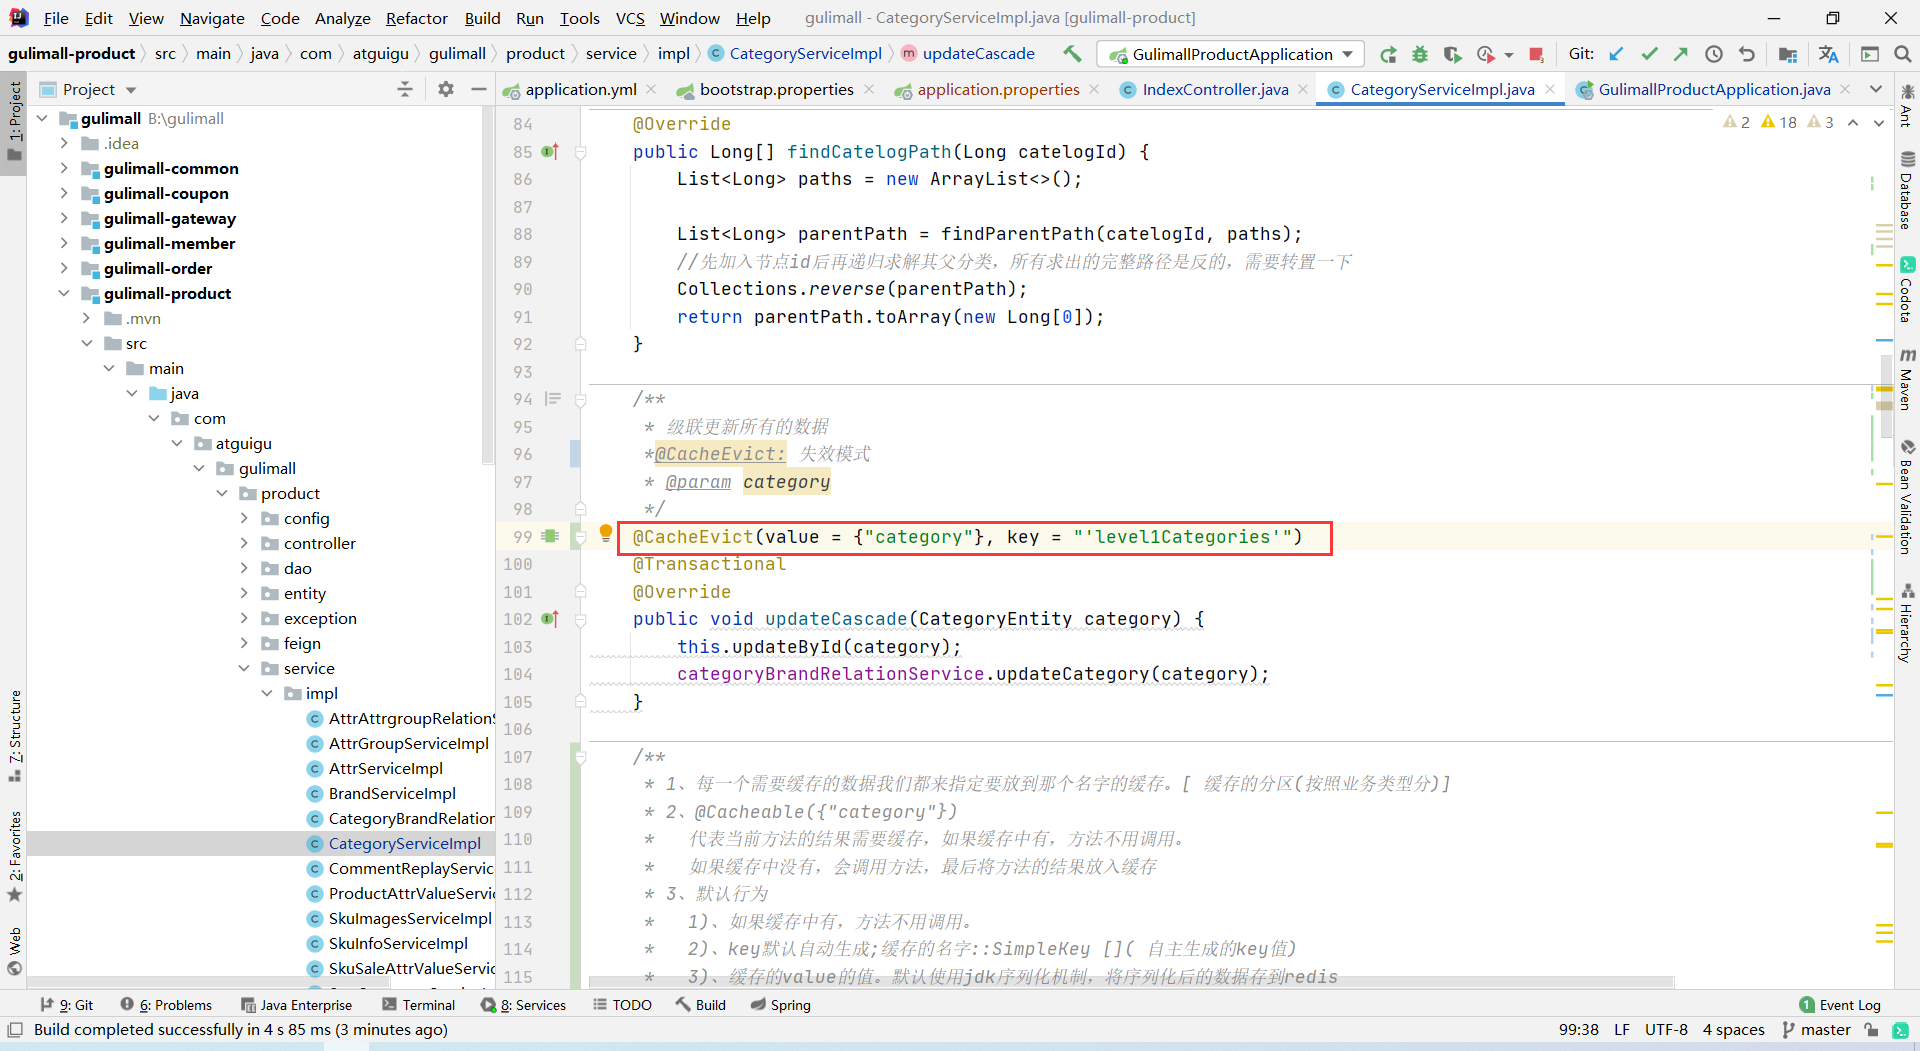 File Edit View Navigate Code Analyze Refactor Build Run Tools VCS Window Help gulimall - CategoryServiceImpl.java [gulimall-product]
gulimall-product src main java com atguigu gulimall product service impl CategoryServiceImpl updateCascade GulimallProductApplication Git:
Project
application.yml bootstrap.properties application.properties IndexController.java CategoryServiceImpl.java GulimallProductApplication.java
2 18 3
1: Project
7: Structure
2: Favorites
Web
gulimall B:\gulimall
.idea
gulimall-common
gulimall-coupon
gulimall-gateway
gulimall-member
gulimall-order
gulimall-product
.mvn
src
main
java
com
atguigu
gulimall
product
config
controller
dao
entity
exception
feign
service
impl
AttrAttrgroupRelationS
AttrGroupServiceImpl
AttrServiceImpl
BrandServiceImpl
CategoryBrandRelation
CategoryServiceImpl
CommentReplayServic
ProductAttrValueServic
SkuImagesServiceImpl
SkuInfoServiceImpl
SkuSaleAttrValueServic
84 @Override
85 public Long[] findCatelogPath(Long catelogId) {
86 List<Long> paths = new ArrayList<>();
87
88 List<Long> parentPath = findParentPath(catelogId, paths);
89 //先加入节点id后再递归求解其父分类，所有求出的完整路径是反的，需要转置一下
90 Collections.reverse(parentPath);
91 return parentPath.toArray(new Long[0]);
92 }
93
94 /**
95 * 级联更新所有的数据
96 *@CacheEvict: 失效模式
97 * @param category
98 */
99 @CacheEvict(value = {"category"}, key = "'level1Categories'")
100 @Transactional
101 @Override
102 public void updateCascade(CategoryEntity category) {
103 this.updateById(category);
104 categoryBrandRelationService.updateCategory(category);
105 }
106
107 /**
108 * 1、每一个需要缓存的数据我们都来指定要放到那个名字的缓存。[ 缓存的分区(按照业务类型分)]
109 * 2、@Cacheable({"category"})
110 * 代表当前方法的结果需要缓存，如果缓存中有，方法不用调用。
111 * 如果缓存中没有，会调用方法，最后将方法的结果放入缓存
112 * 3、默认行为
113 * 1)、如果缓存中有，方法不用调用。
114 * 2)、key默认自动生成;缓存的名字::SimpleKey []( 自主生成的key值)
115 * 3)、缓存的value的值。默认使用jdk序列化机制，将序列化后的数据存到redis
Ant
Database
Codota
Maven
Bean Validation
Hierarchy
9: Git 6: Problems Java Enterprise Terminal 8: Services TODO Build Spring 1 Event Log
Build completed successfully in 4 s 85 ms (3 minutes ago) 99:38 LF UTF-8 4 spaces master